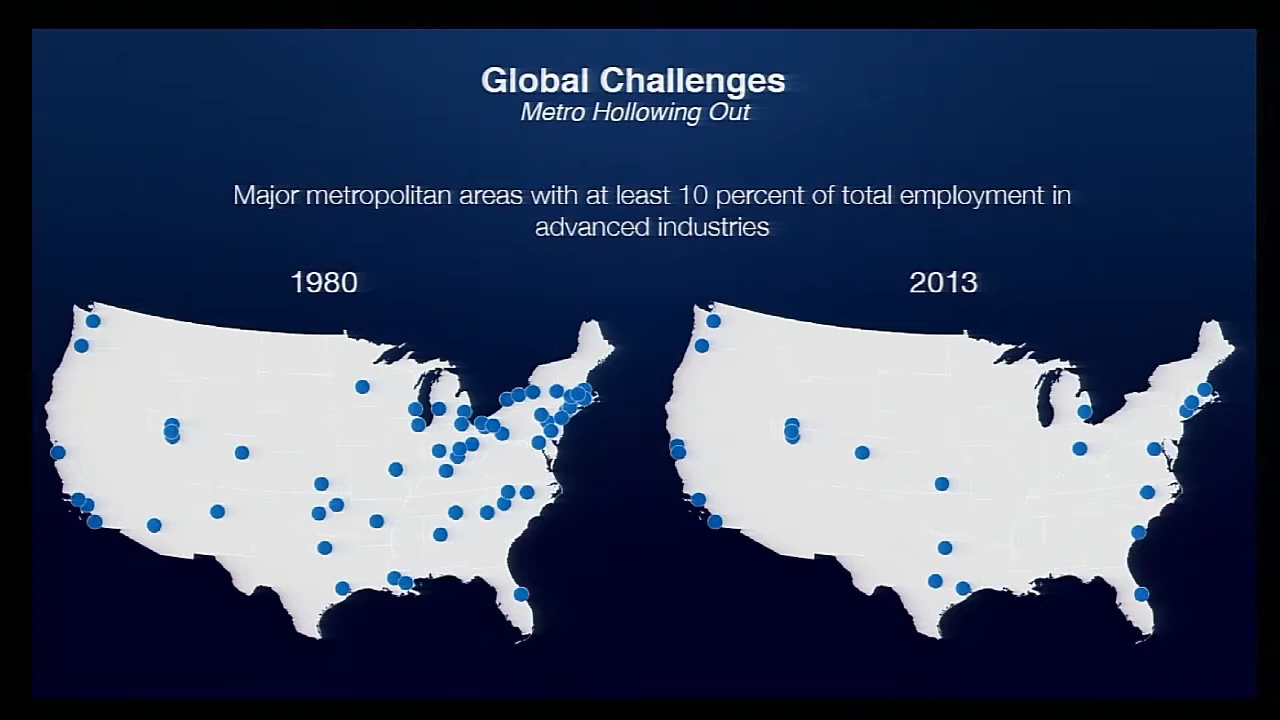 Global Challenges
Metro Hollowing Out
Major metropolitan areas with at least 10 percent of total employment in
advanced industries
1980
2013